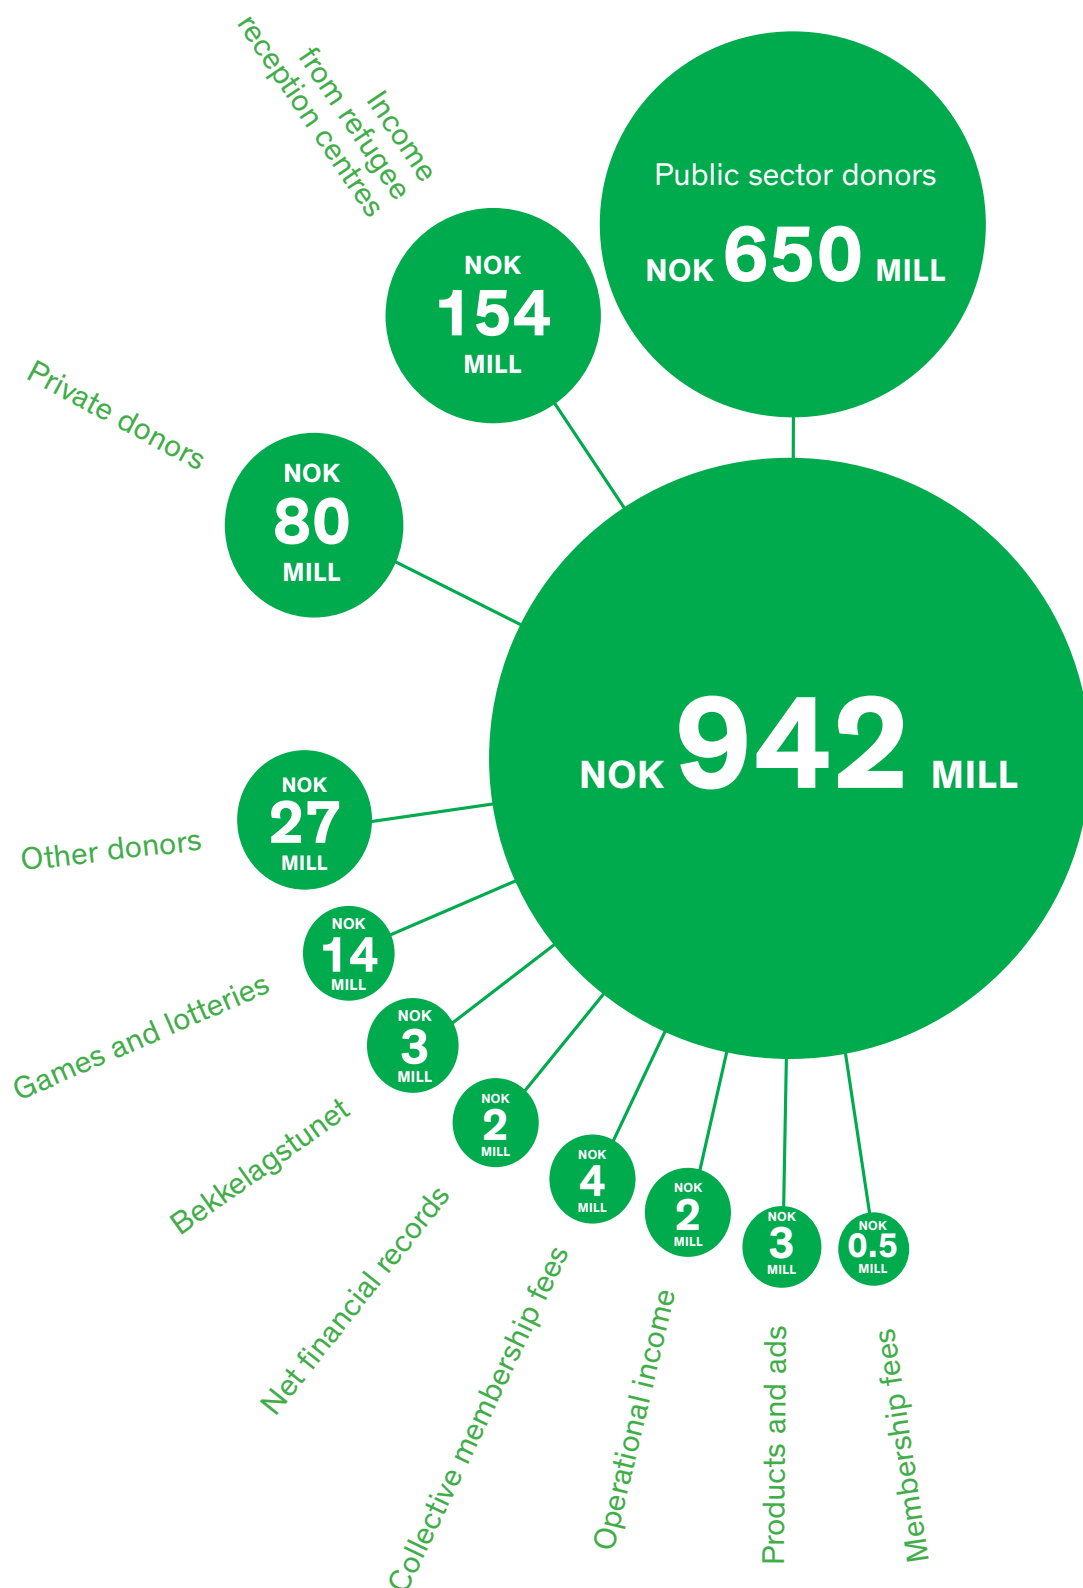 Income
from refugee
reception centres
Public sector donors
NOK 650 MILL
NOK
154
MILL
Private donors
NOK
80
MILL
NOK 942 MILL
Other donors
NOK
27
MILL
Games and lotteries
NOK
14
MILL
Bekkelagstunet
NOK
3
MILL
Net financial records
NOK
2
MILL
Collective membership fees
NOK
4
MILL
Operational income
NOK
2
MILL
Products and ads
NOK
3
MILL
Membership fees
NOK
0.5
MILL